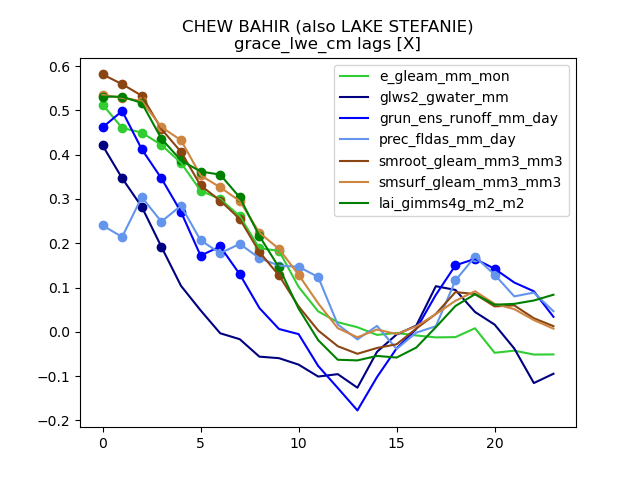 CHEW BAHIR (also LAKE STEFANIE)
grace_lwe_cm lags [X]
e_gleam_mm_mon
glws2_gwater_mm
grun_ens_runoff_mm_day
prec_fldas_mm_day
smroot_gleam_mm3_mm3
smsurf_gleam_mm3_mm3
lai_gimms4g_m2_m2
0.6
0.5
0.4
0.3
0.2
0.1
0.0
−0.1
−0.2
0 5 10 15 20